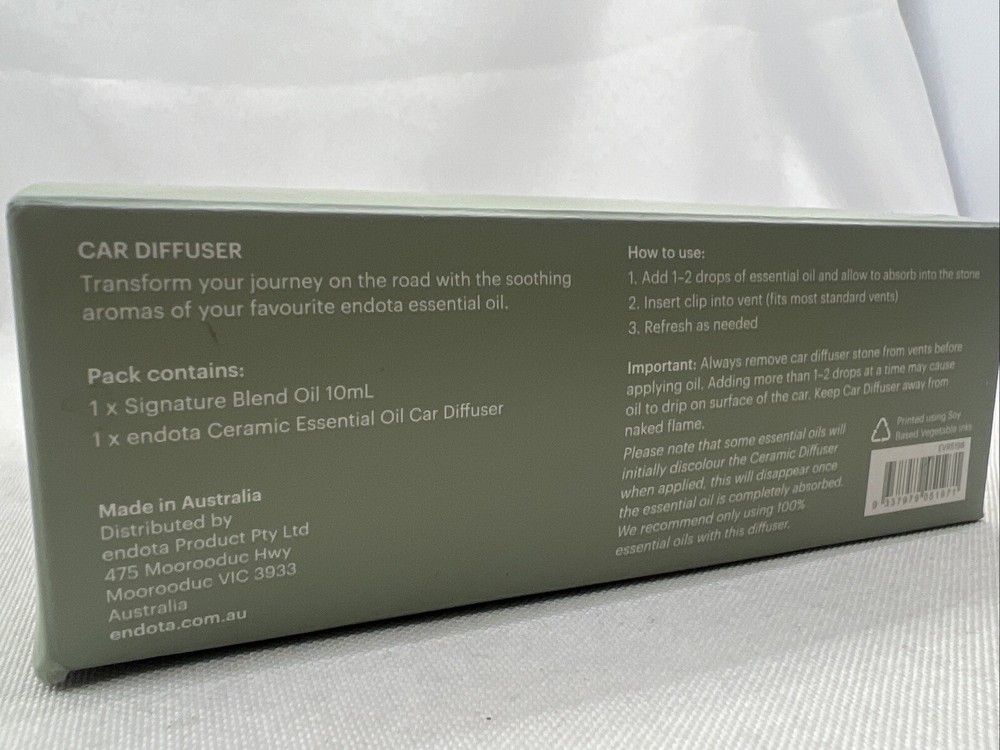 CAR DIFFUSER
Transform your journey on the road with the soothing
aromas of your favourite endota essential oil.
Pack contains:
1 x Signature Blend Oil 10mL
1 x endota Ceramic Essential Oil Car Diffuser
Made in Australia
Distributed by
endota Product Pty Ltd
475 Moorooduc Hwy
Moorooduc VIC 3933
Australia
endota.com.au
How to use:
1. Add 1–2 drops of essential oil and allow to absorb into the stone
2. Insert clip into vent (fits most standard vents)
3. Refresh as needed
Important: Always remove car diffuser stone from vents before
applying oil. Adding more than 1–2 drops at a time may cause
oil to drip on surface of the car. Keep Car Diffuser away from
naked flame.
Please note that some essential oils will
initially discolour the Ceramic Diffuser
when applied, this will disappear once
the essential oil is completely absorbed.
We recommend only using 100%
essential oils with this diffuser.
Printed using Soy
Based Vegetable inks